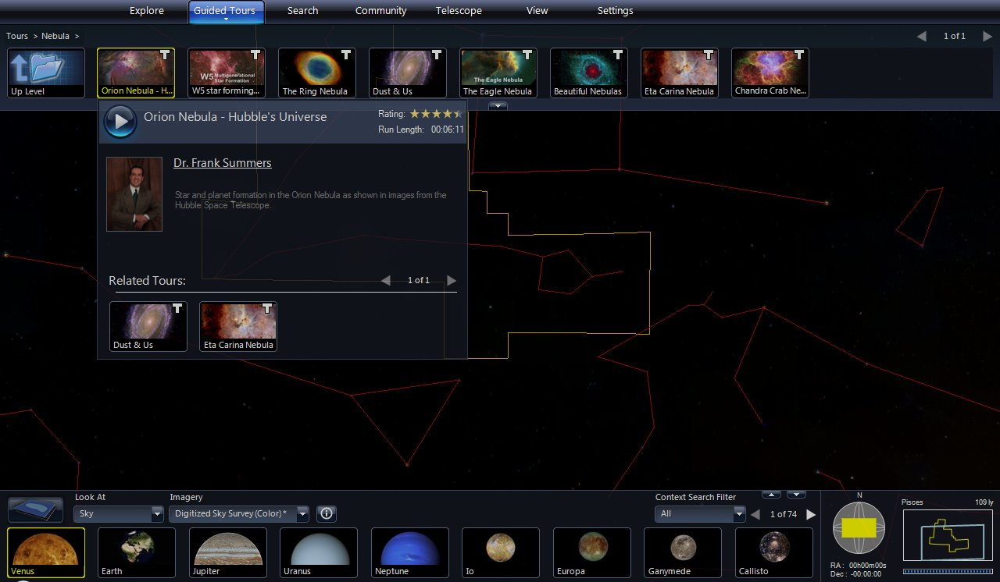 Explore Guided Tours Search Community Telescope View Settings
Tours > Nebula >
1 of 1
W5 Multigenerational
Star Formation
The Eagle Nebula
Up Level
Orion Nebula - H...
W5 star forming...
The Ring Nebula
Dust & Us
The Eagle Nebula
Beautiful Nebulas
Eta Carina Nebula
Chandra Crab Ne...
Orion Nebula - Hubble's Universe
Rating:
Run Length: 00:06:11
Dr. Frank Summers
Star and planet formation in the Orion Nebula as shown in images from the
Hubble Space Telescope.
Related Tours:
1 of 1
Dust & Us
Eta Carina Nebula
Look At
Sky
Imagery
Digitized Sky Survey (Color) *
Context Search Filter
All
1 of 74
Venus
Earth
Jupiter
Uranus
Neptune
Io
Europa
Ganymede
Callisto
N
RA : 00h00m00s
Dec : -00:00:00
Pisces 109 ly